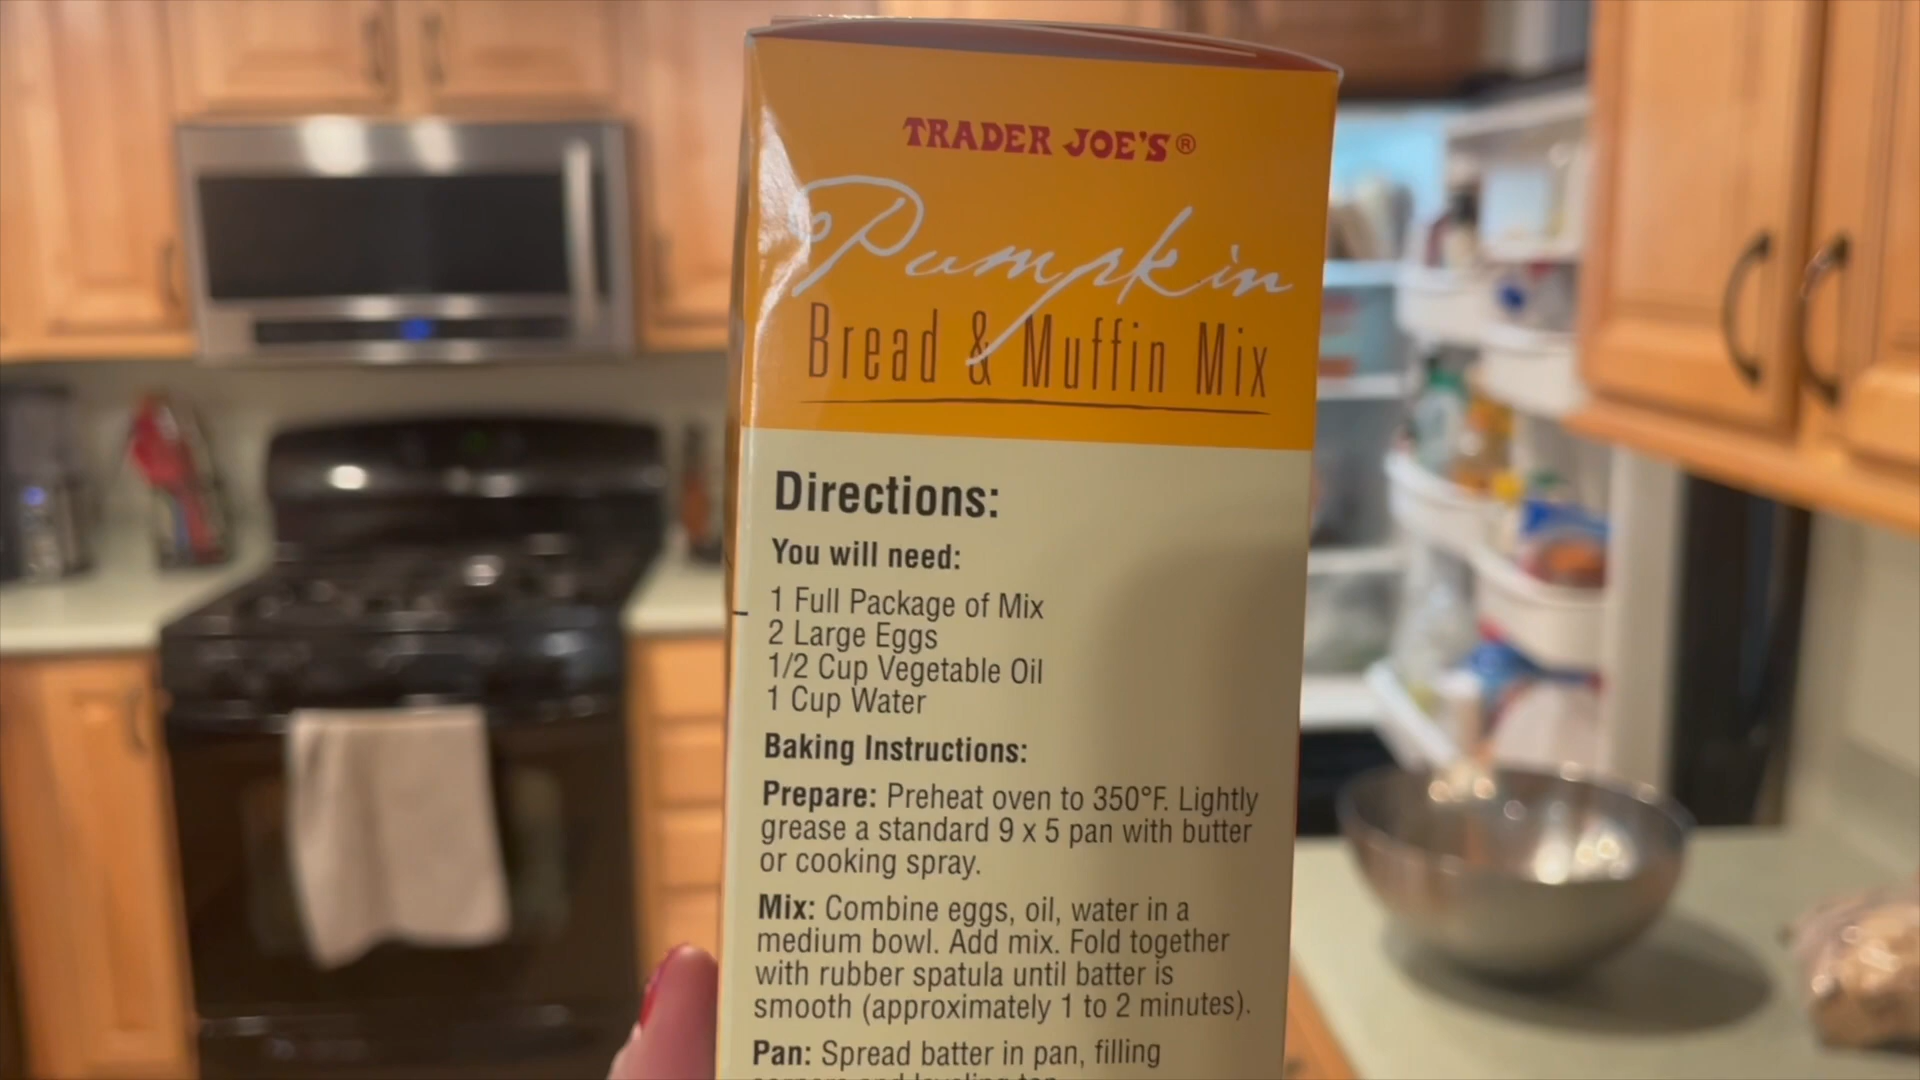 TRADER JOE'S®
Pumpkin
Bread & Muffin Mix
Directions:
You will need:
1 Full Package of Mix
2 Large Eggs
1/2 Cup Vegetable Oil
1 Cup Water
Baking Instructions:
Prepare: Preheat oven to 350°F. Lightly
grease a standard 9 x 5 pan with butter
or cooking spray.
Mix: Combine eggs, oil, water in a
medium bowl. Add mix. Fold together
with rubber spatula until batter is
smooth (approximately 1 to 2 minutes).
Pan: Spread batter in pan, filling